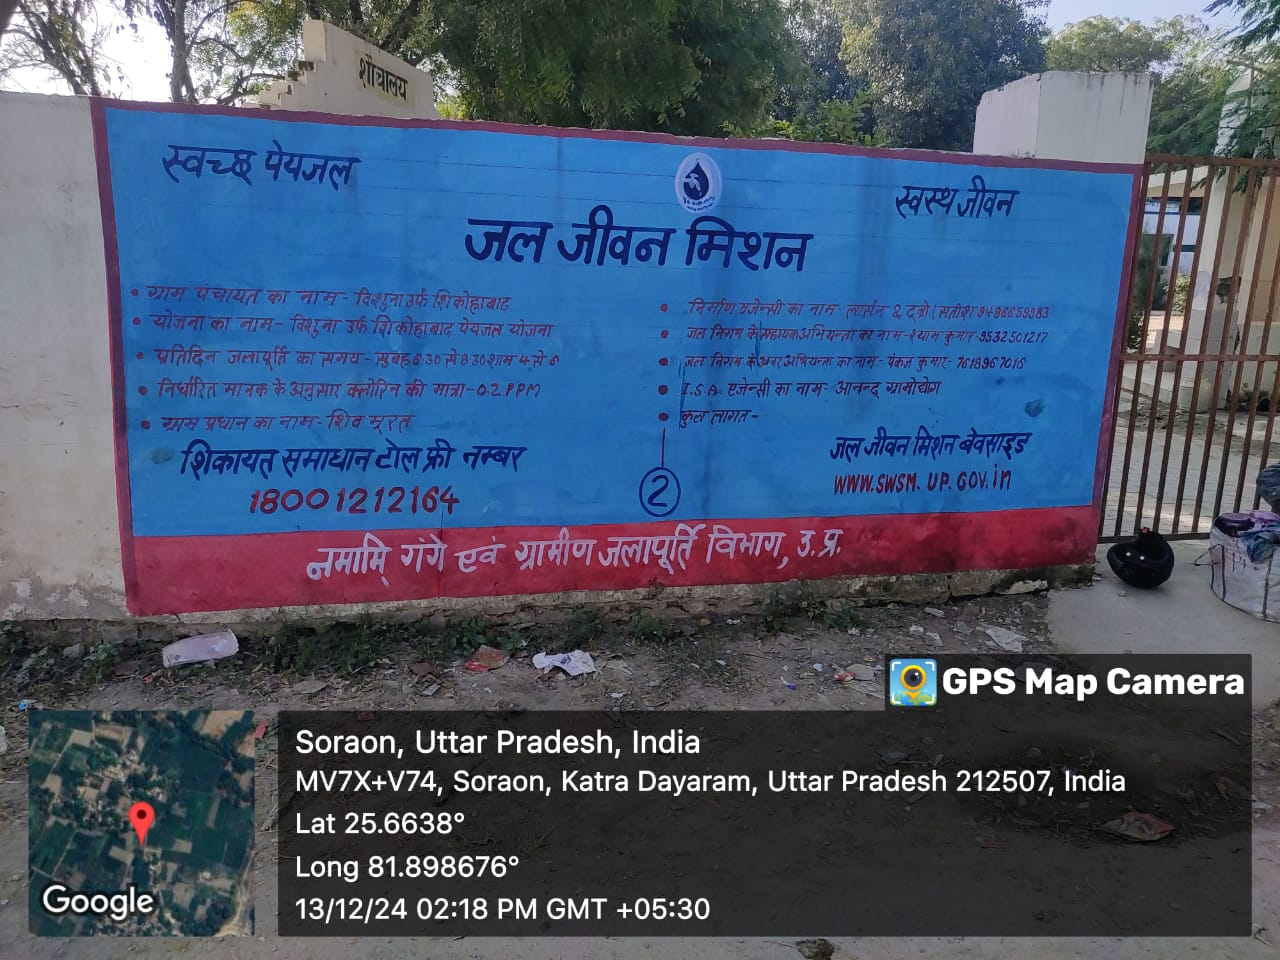 शौचालय
स्वच्छ पेयजल
स्वस्थ जीवन
जल जीवन मिशन
• ग्राम पंचायत का नाम - विशुना उर्फ शिकोहाबाद
• योजना का नाम - विशुना उर्फ शिकोहाबाद पेयजल योजना
• प्रतिदिन जलापूर्ति का समय - सुबह 6:30 से 8:30 शाम 4 से 6
• निर्धारित मानक के अनुसार क्लोरिन की मात्रा - 0.2 PPM
• ग्राम प्रधान का नाम - शिव मूरत
शिकायत समाधान टोल फ्री नम्बर
18001212164
• निर्माण एजेन्सी का नाम - लार्सन & टुब्रो (सतीश
• जल निगम के सहायक अभियन्ता का नाम - श्याम कुमार - 9532501217
• जल निगम के अवर अभियन्ता का नाम - पंकज कुमार - 7618967016
• I.S.A. एजेन्सी का नाम - आनन्द ग्रामोद्योग
• कुल लागत -
जल जीवन मिशन बेवसाइड
WWW.SWSM.UP.GOV.in
2
नमामि गंगे एवं ग्रामीण जलापूर्ति विभाग, उ.प्र.
GPS Map Camera
Soraon, Uttar Pradesh, India
MV7X+V74, Soraon, Katra Dayaram, Uttar Pradesh 212507, India
Lat 25.6638°
Long 81.898676°
13/12/24 02:18 PM GMT +05:30
Google